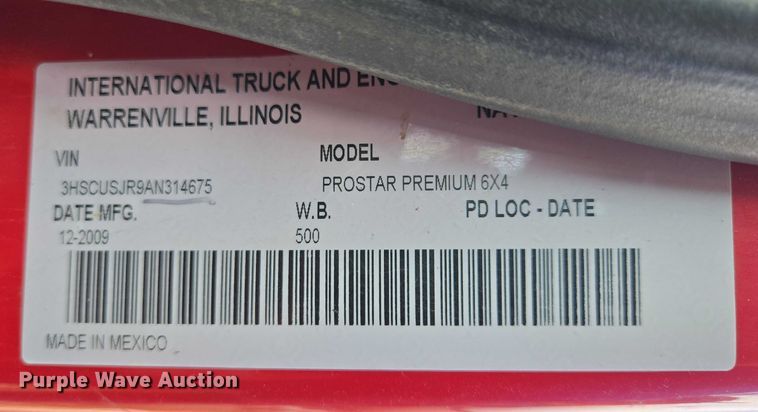 INTERNATIONAL TRUCK AND
WARRENVILLE, ILLINOIS
VIN MODEL
3HSCUSJR9AN314675 PROSTAR PREMIUM 6X4
DATE MFG. W.B. PD LOC - DATE
12-2009 500
MADE IN MEXICO
Purple Wave Auction